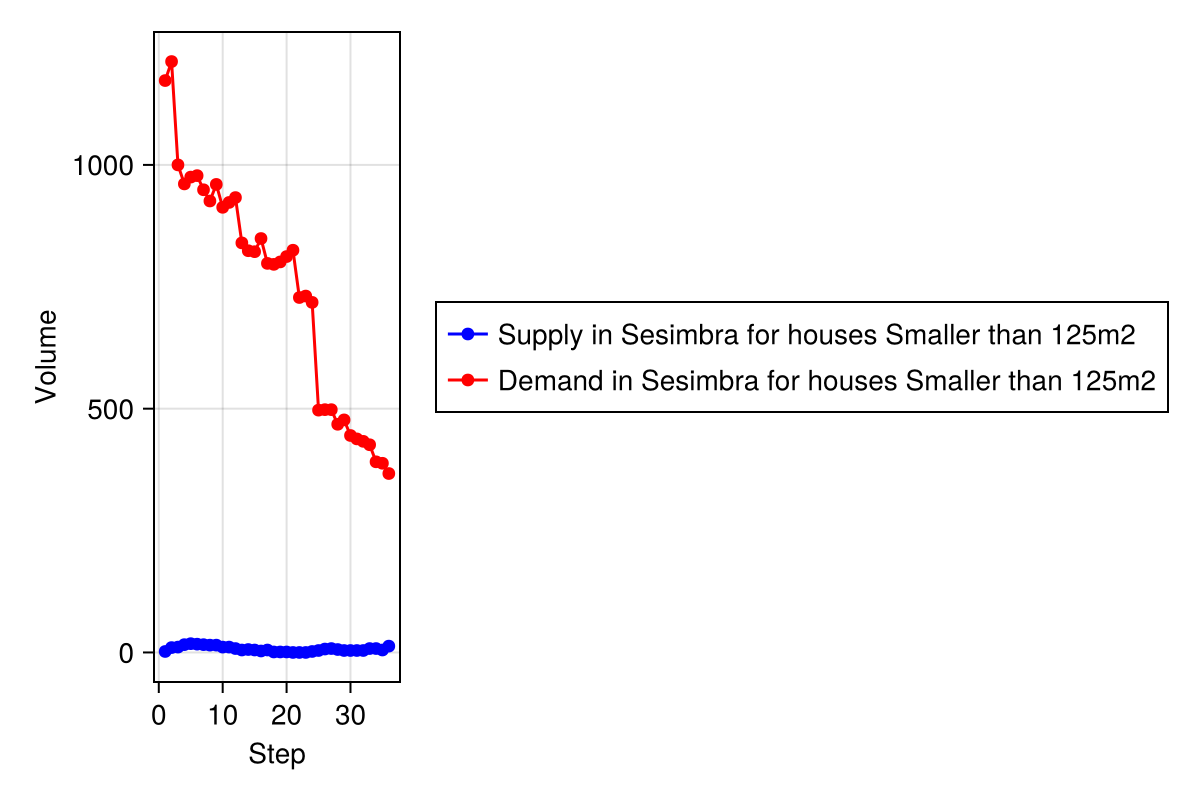 Volume
1000
500
0
0 10 20 30
Step
Supply in Sesimbra for houses Smaller than 125m2
Demand in Sesimbra for houses Smaller than 125m2